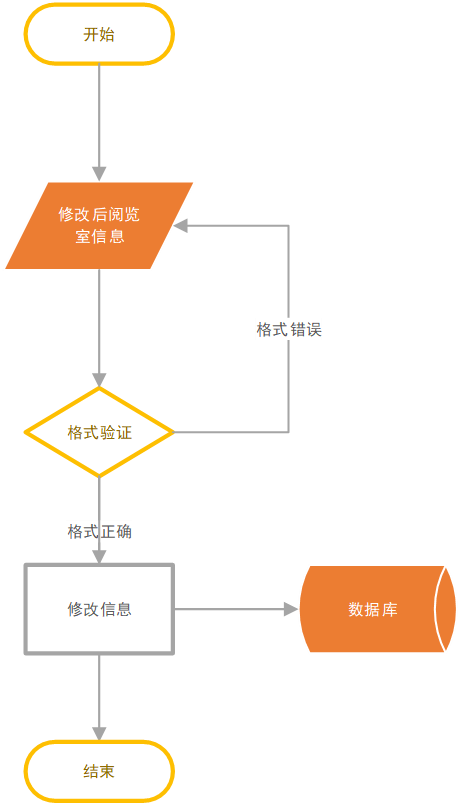 开始
修改后阅览
室信息
格式错误
格式验证
格式正确
修改信息
数据库
结束